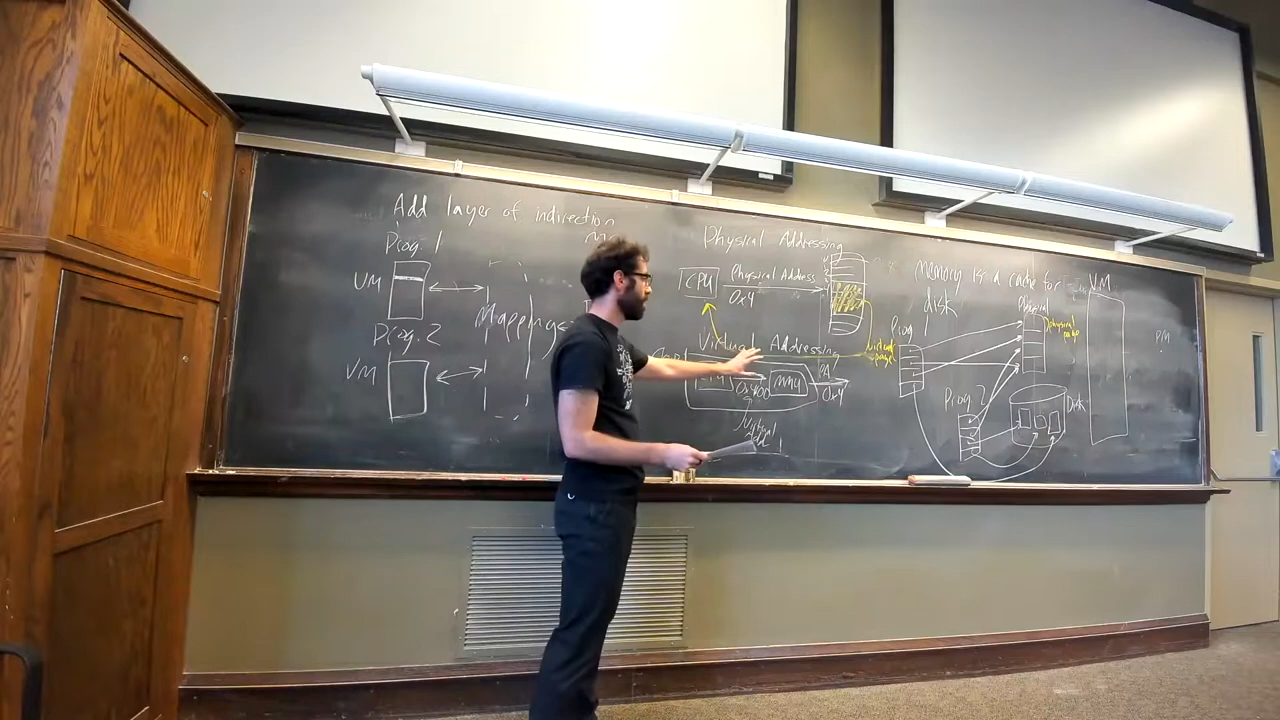 Add layer of indirection
Prog. 1
VM
Mappings
Prog. 2
VM
Physical Addressing
CPU
Physical Address
0x4
Virtual Addressing
0x400
MMU
PA
0x4
virtual
Memory is a cache for
disk
Prog 1
Physical
physical
page
virtual
page
Prog. 2
Disk
VM
PM